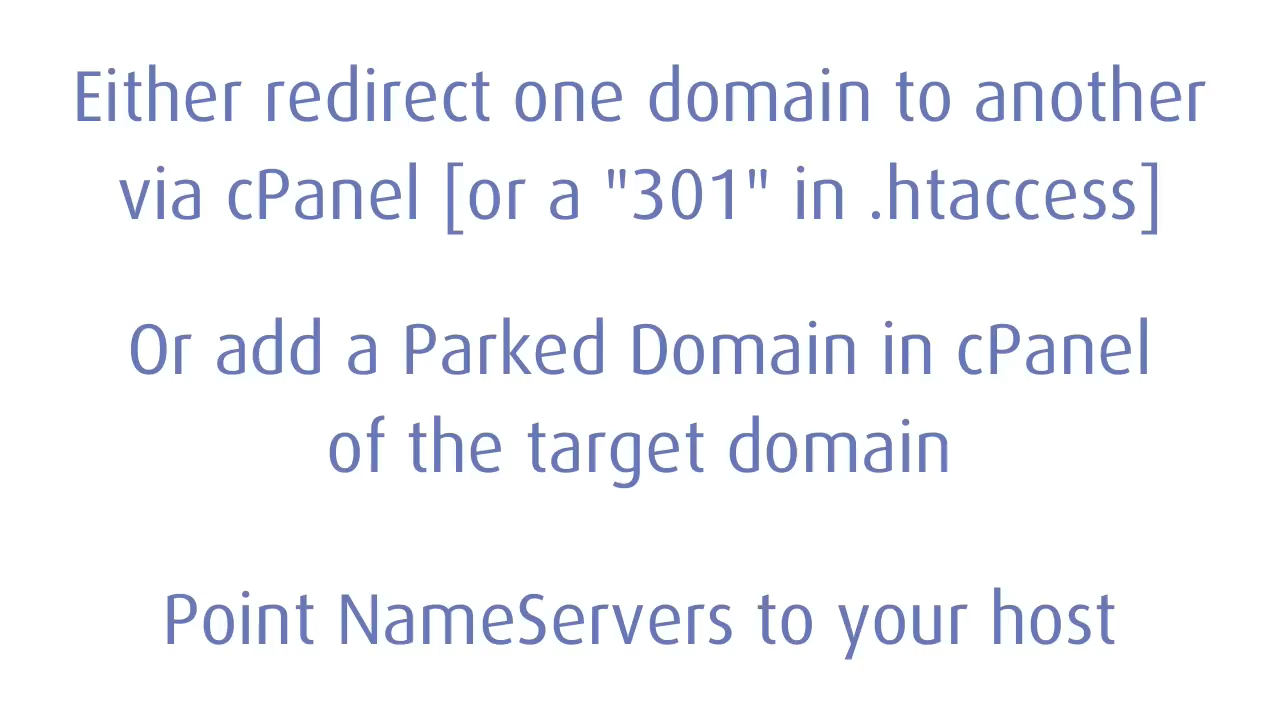 Either redirect one domain to another
via cPanel [or a "301" in .htaccess]
Or add a Parked Domain in cPanel
of the target domain
Point NameServers to your host